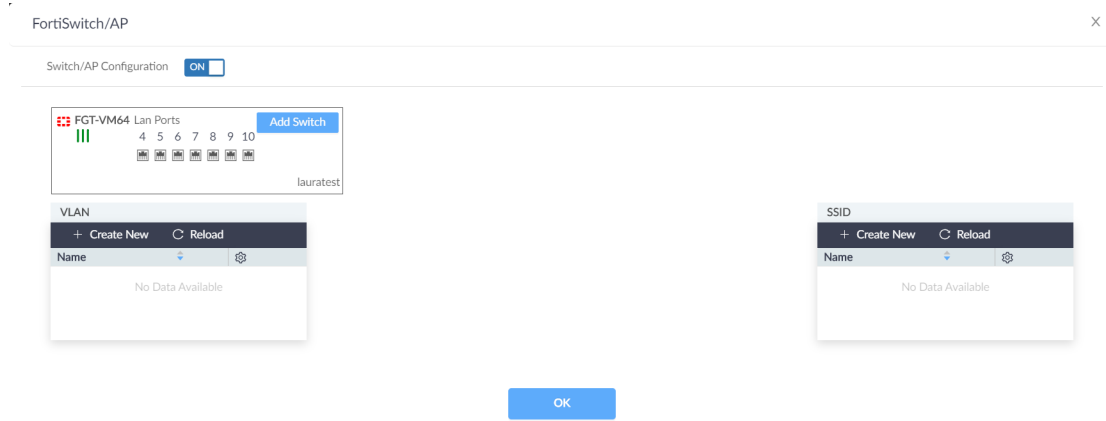 FortiSwitch/AP
Switch/AP Configuration ON
FGT-VM64 Lan Ports Add Switch
4 5 6 7 8 9 10
lauratest
VLAN
+ Create New Reload
Name
No Data Available
SSID
+ Create New Reload
Name
No Data Available
OK